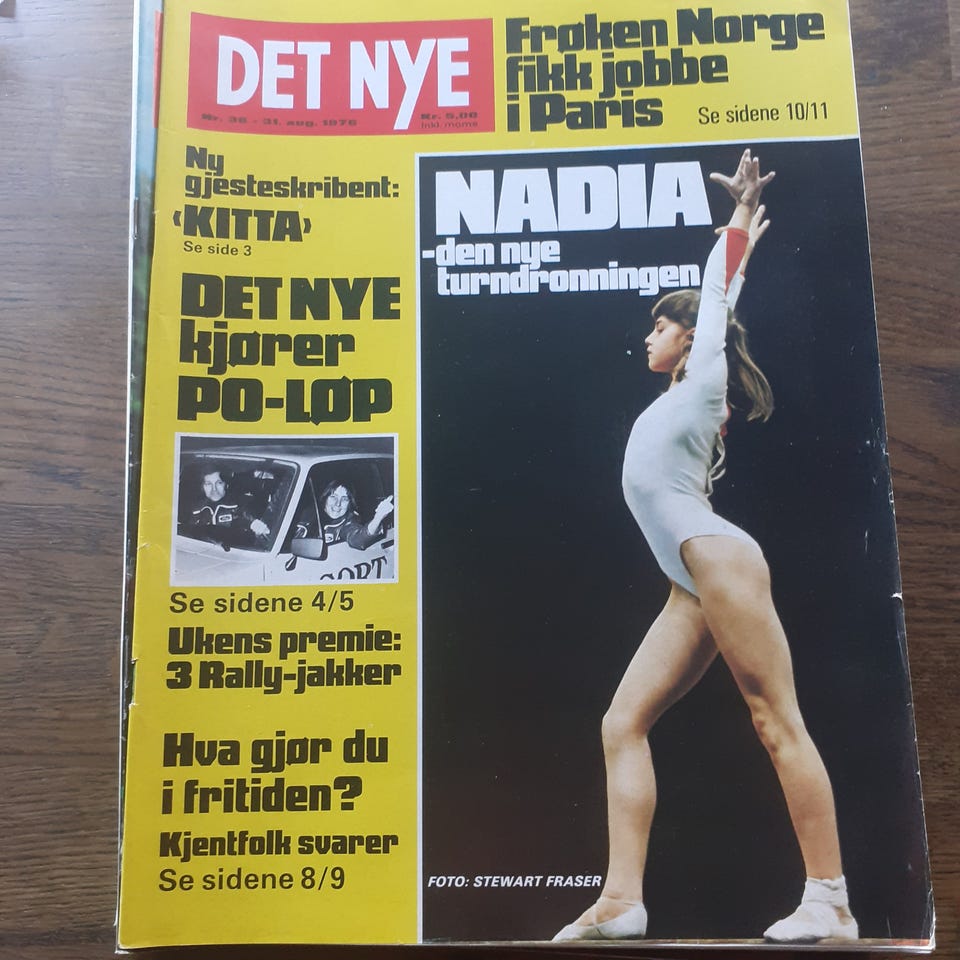 DET NYE
Nr. 36 - 31. aug. 1976
Kr. 5,00
Inkl. moms
Frøken Norge
fikk jobbe
i Paris
Se sidene 10/11
Ny
gjesteskribent:
‹KITTA›
Se side 3
DET NYE
kjører
PO-LØP
Se sidene 4/5
Ukens premie:
3 Rally-jakker
Hva gjør du
i fritiden?
Kjentfolk svarer
Se sidene 8/9
NADIA
-den nye
turndronningen
FOTO: STEWART FRASER